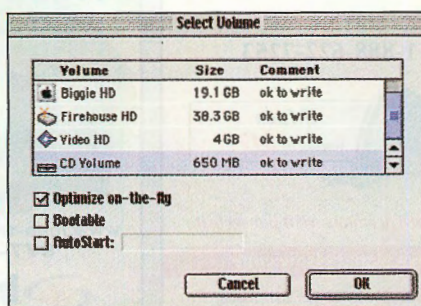 Select Volume
Volume Size Comment
Biggie HD 19.1 GB ok to write
Firehouse HD 38.3 GB ok to write
Video HD 4 GB ok to write
CD Volume 650 MB ok to write
Optimize on-the-fly
Bootable
AutoStart:
Cancel OK